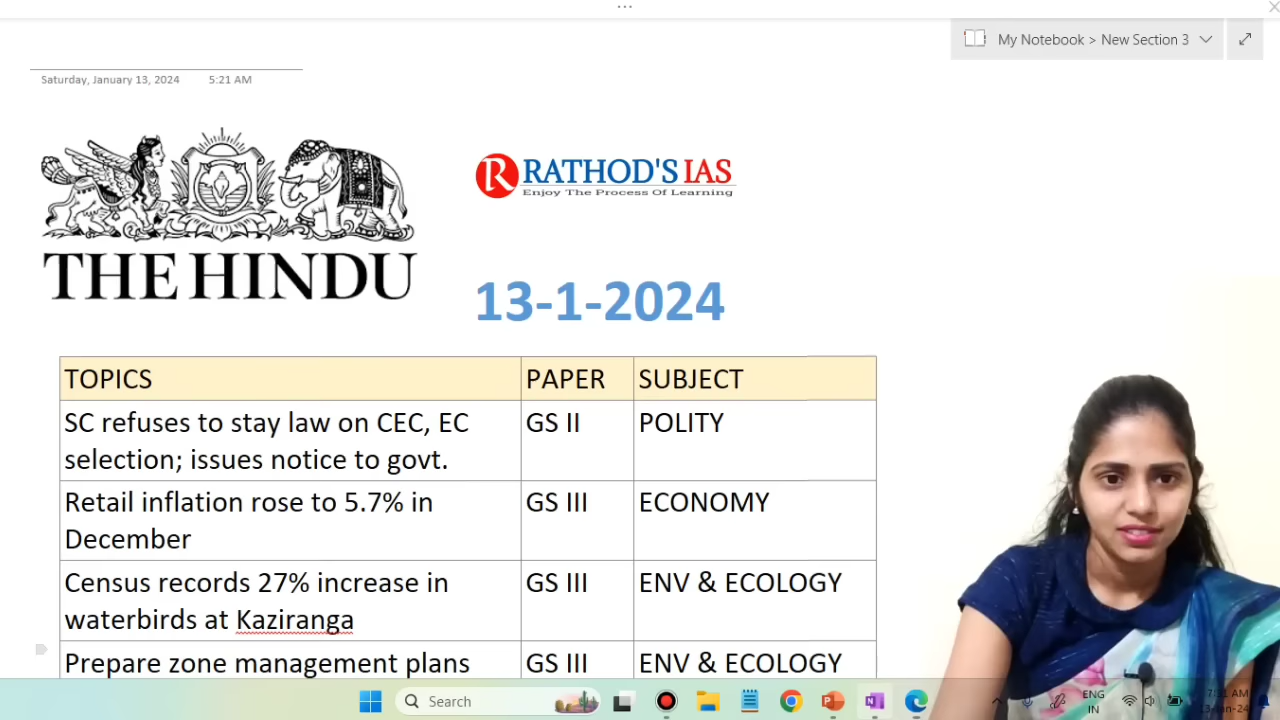 My Notebook > New Section 3
Saturday, January 13, 2024 5:21 AM
THE HINDU
R RATHOD'S IAS
Enjoy The Process Of Learning
13-1-2024
TOPICS PAPER SUBJECT
SC refuses to stay law on CEC, EC GS II POLITY
selection; issues notice to govt.
Retail inflation rose to 5.7% in GS III ECONOMY
December
Census records 27% increase in GS III ENV & ECOLOGY
waterbirds at Kaziranga
Prepare zone management plans GS III ENV & ECOLOGY
Search
ENG
IN
7:31 AM